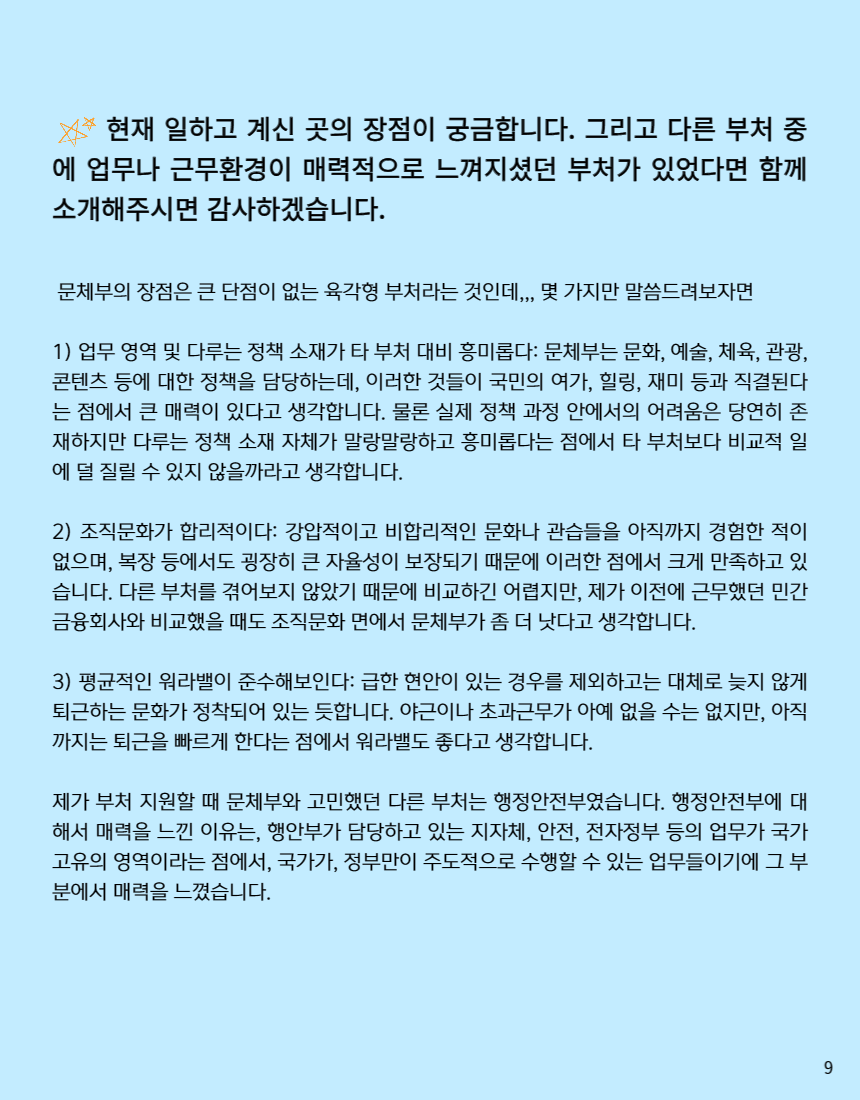 현재 일하고 계신 곳의 장점이 궁금합니다. 그리고 다른 부처 중
에 업무나 근무환경이 매력적으로 느껴지셨던 부처가 있었다면 함께
소개해주시면 감사하겠습니다.
문체부의 장점은 큰 단점이 없는 육각형 부처라는 것인데,,, 몇 가지만 말씀드려보자면
1) 업무 영역 및 다루는 정책 소재가 타 부처 대비 흥미롭다: 문체부는 문화, 예술, 체육, 관광,
콘텐츠 등에 대한 정책을 담당하는데, 이러한 것들이 국민의 여가, 힐링, 재미 등과 직결된다
는 점에서 큰 매력이 있다고 생각합니다. 물론 실제 정책 과정 안에서의 어려움은 당연히 존
재하지만 다루는 정책 소재 자체가 말랑말랑하고 흥미롭다는 점에서 타 부처보다 비교적 일
에 덜 질릴 수 있지 않을까라고 생각합니다.
2) 조직문화가 합리적이다: 강압적이고 비합리적인 문화나 관습들을 아직까지 경험한 적이
없으며, 복장 등에서도 굉장히 큰 자율성이 보장되기 때문에 이러한 점에서 크게 만족하고 있
습니다. 다른 부처를 겪어보지 않았기 때문에 비교하긴 어렵지만, 제가 이전에 근무했던 민간
금융회사와 비교했을 때도 조직문화 면에서 문체부가 좀 더 낫다고 생각합니다.
3) 평균적인 워라밸이 준수해보인다: 급한 현안이 있는 경우를 제외하고는 대체로 늦지 않게
퇴근하는 문화가 정착되어 있는 듯합니다. 야근이나 초과근무가 아예 없을 수는 없지만, 아직
까지는 퇴근을 빠르게 한다는 점에서 워라밸도 좋다고 생각합니다.
제가 부처 지원할 때 문체부와 고민했던 다른 부처는 행정안전부였습니다. 행정안전부에 대
해서 매력을 느낀 이유는, 행안부가 담당하고 있는 지자체, 안전, 전자정부 등의 업무가 국가
고유의 영역이라는 점에서, 국가가, 정부만이 주도적으로 수행할 수 있는 업무들이기에 그 부
분에서 매력을 느꼈습니다.
9